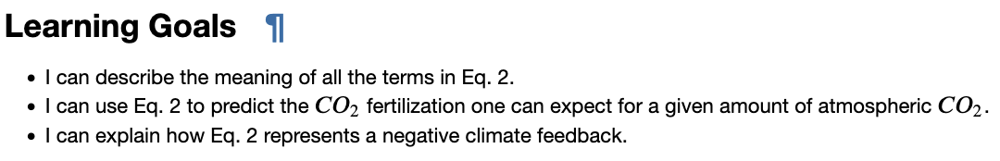 Learning Goals ¶
• I can describe the meaning of all the terms in Eq. 2.
• I can use Eq. 2 to predict the CO₂ fertilization one can expect for a given amount of atmospheric CO₂.
• I can explain how Eq. 2 represents a negative climate feedback.